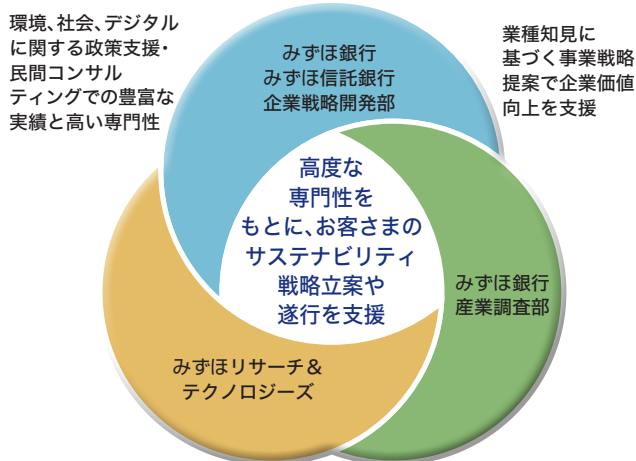 環境、社会、デジタル
に関する政策支援・
民間コンサル
ティングでの豊富な
実績と高い専門性
みずほ銀行
みずほ信託銀行
企業戦略開発部
業種知見に
基づく事業戦略
提案で企業価値
向上を支援
高度な
専門性を
もとに、お客さまの
サステナビリティ
戦略立案や
遂行を支援
みずほ銀行
産業調査部
みずほリサーチ＆
テクノロジーズ